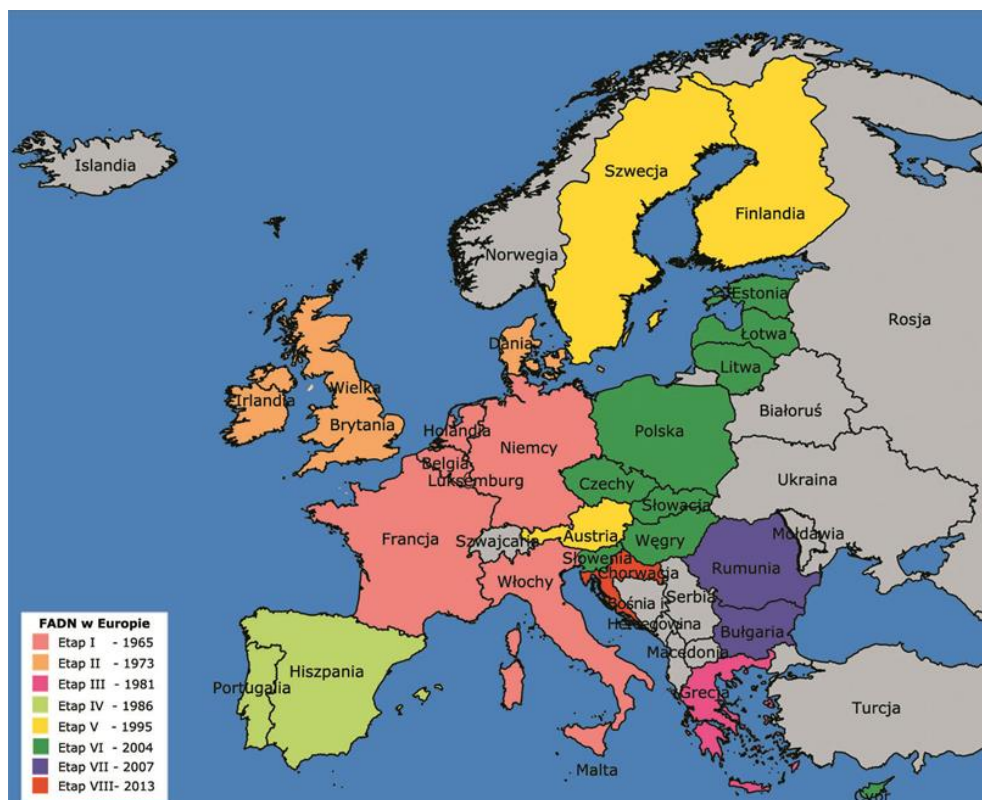 Islandia
Szwecja
Finlandia
Norwegia
Estonia
Rosja
Łotwa
Dania
Litwa
Irlandia
Wielka
Brytania
Białoruś
Holandia
Niemcy
Polska
Belgia
Luksemburg
Czechy
Ukraina
Słowacja
Francja
Szwajcaria
Austria
Węgry
Mołdawia
Słowenia
Chorwacja
Włochy
Rumunia
Serbia
Bośnia i
Hercegowina
Bułgaria
Macedonia
Hiszpania
Portugalia
Grecja
Turcja
Malta
Cypr
FADN w Europie
Etap I - 1965
Etap II - 1973
Etap III - 1981
Etap IV - 1986
Etap V - 1995
Etap VI - 2004
Etap VII - 2007
Etap VIII- 2013